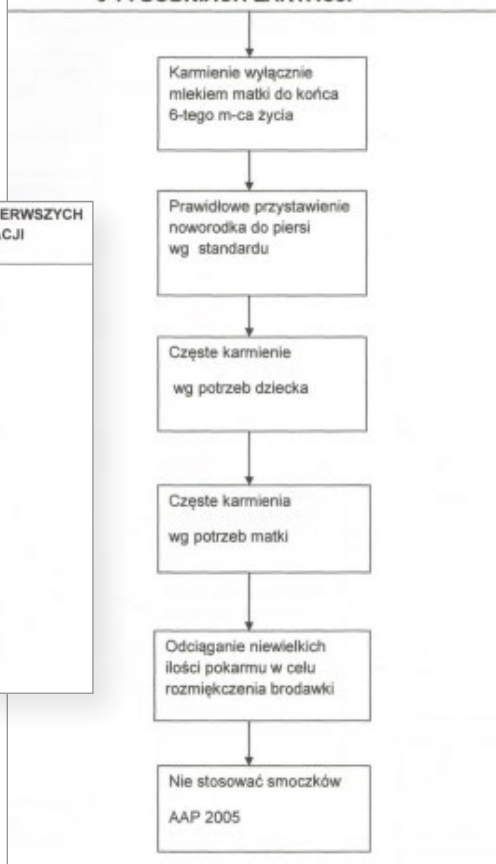 ERWSZYCH
ACJI
Karmienie wyłącznie
mlekiem matki do końca
6-tego m-ca życia
Prawidłowe przystawienie
noworodka do piersi
wg standardu
Częste karmienie
wg potrzeb dziecka
Częste karmienia
wg potrzeb matki
Odciąganie niewielkich
ilości pokarmu w celu
rozmiękczenia brodawki
Nie stosować smoczków
AAP 2005